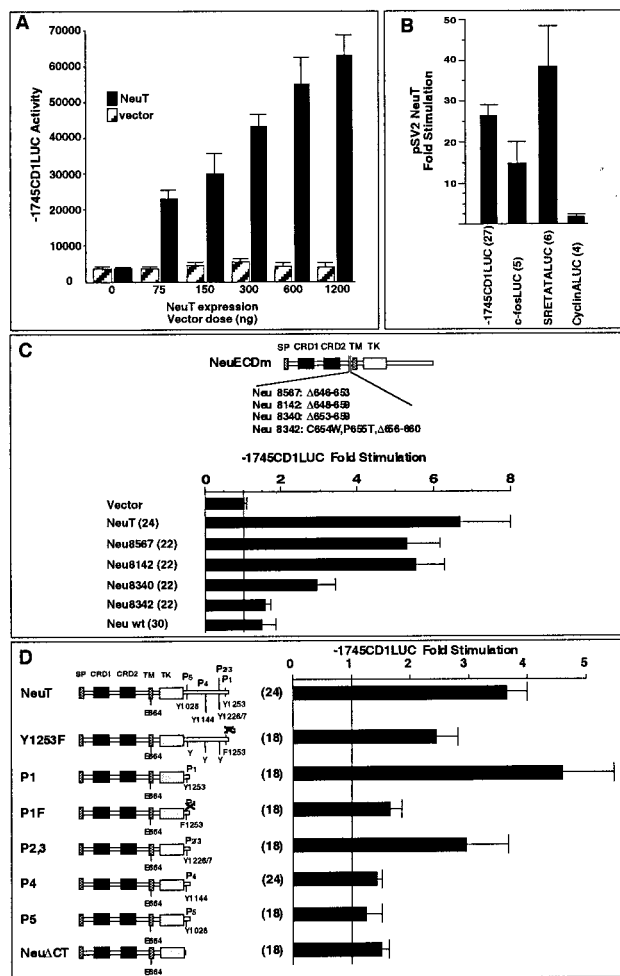 A
-1745CD1LUC Activity
70000
60000
50000
40000
30000
20000
10000
0
NeuT
vector
0 75 150 300 600 1200
NeuT expression
Vector dose (ng)
B
pSV2 NeuT
Fold Stimulation
50
40
30
20
10
-1745CD1LUC (27)
c-fosLUC (5)
SRETATALUC (6)
CyclinALUC (4)
C
SP CRD1 CRD2 TM TK
NeuECDm
Neu 8567: Δ646-653
Neu 8142: Δ648-659
Neu 8340: Δ653-659
Neu 8342: C654W,P655T,Δ656-660
-1745CD1LUC Fold Stimulation
0 2 4 6 8
Vector
NeuT (24)
Neu8567 (22)
Neu8142 (22)
Neu8340 (22)
Neu8342 (22)
Neu wt (30)
D
-1745CD1LUC Fold Stimulation
0 1 2 3 4 5
SP CRD1 CRD2 TM TK P5 P4 P2/3 P1
NeuT
E664 Y1028 Y1144 Y1226/7 Y1253
(24)
Y1253F
E664 Y Y Y F1253
(18)
P1
P1
E664 Y1253
(18)
P1F
E664 F1253
(18)
P2,3
P2/3
E664 Y1226/7
(18)
P4
P4
E664 Y1144
(24)
P5
P5
E664 Y1028
(18)
NeuΔCT
E664
(18)